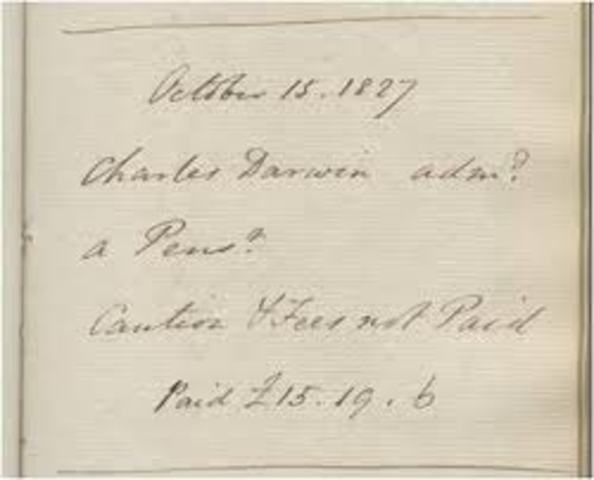 October 15. 1827
Charles Darwin adm.d
a Pens.r
Caution & Fees not Paid
Paid £15. 19. 6